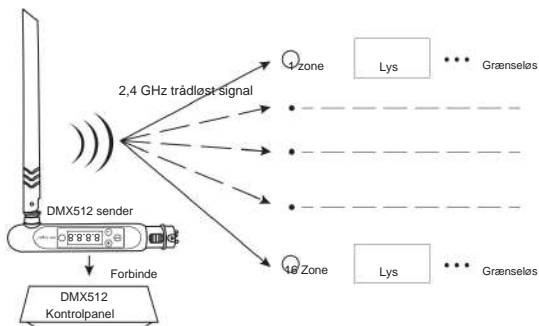 1 zone
Lys
Grænseløs
2,4 GHz trådløst signal
DMX512 sender
8.8.8.8.
Forbinde
16 Zone
Lys
Grænseløs
DMX512
Kontrolpanel